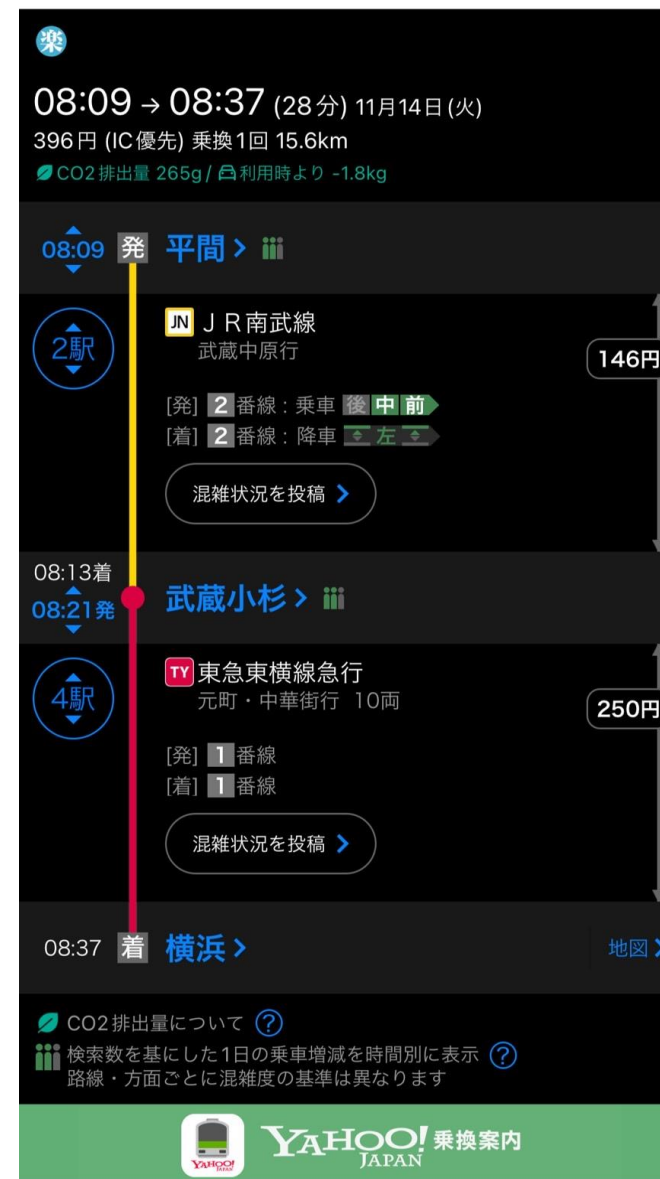 楽
08:09 → 08:37 (28分) 11月14日(火)
396円 (IC優先) 乗換1回 15.6km
CO2排出量 265g / 利用時より -1.8kg
08:09 発 平間
2駅
JN JR南武線
武蔵中原行
146円
[発] 2 番線:乗車 後 中 前
[着] 2 番線:降車 左
混雑状況を投稿
08:13着
08:21発
武蔵小杉
4駅
TY 東急東横線急行
元町・中華街行 10両
250円
[発] 1 番線
[着] 1 番線
混雑状況を投稿
08:37 着 横浜 地図
CO2排出量について ?
検索数を基にした1日の乗車増減を時間別に表示 ?
路線・方面ごとに混雑度の基準は異なります
YAHOO!
YAHOO! JAPAN 乗換案内